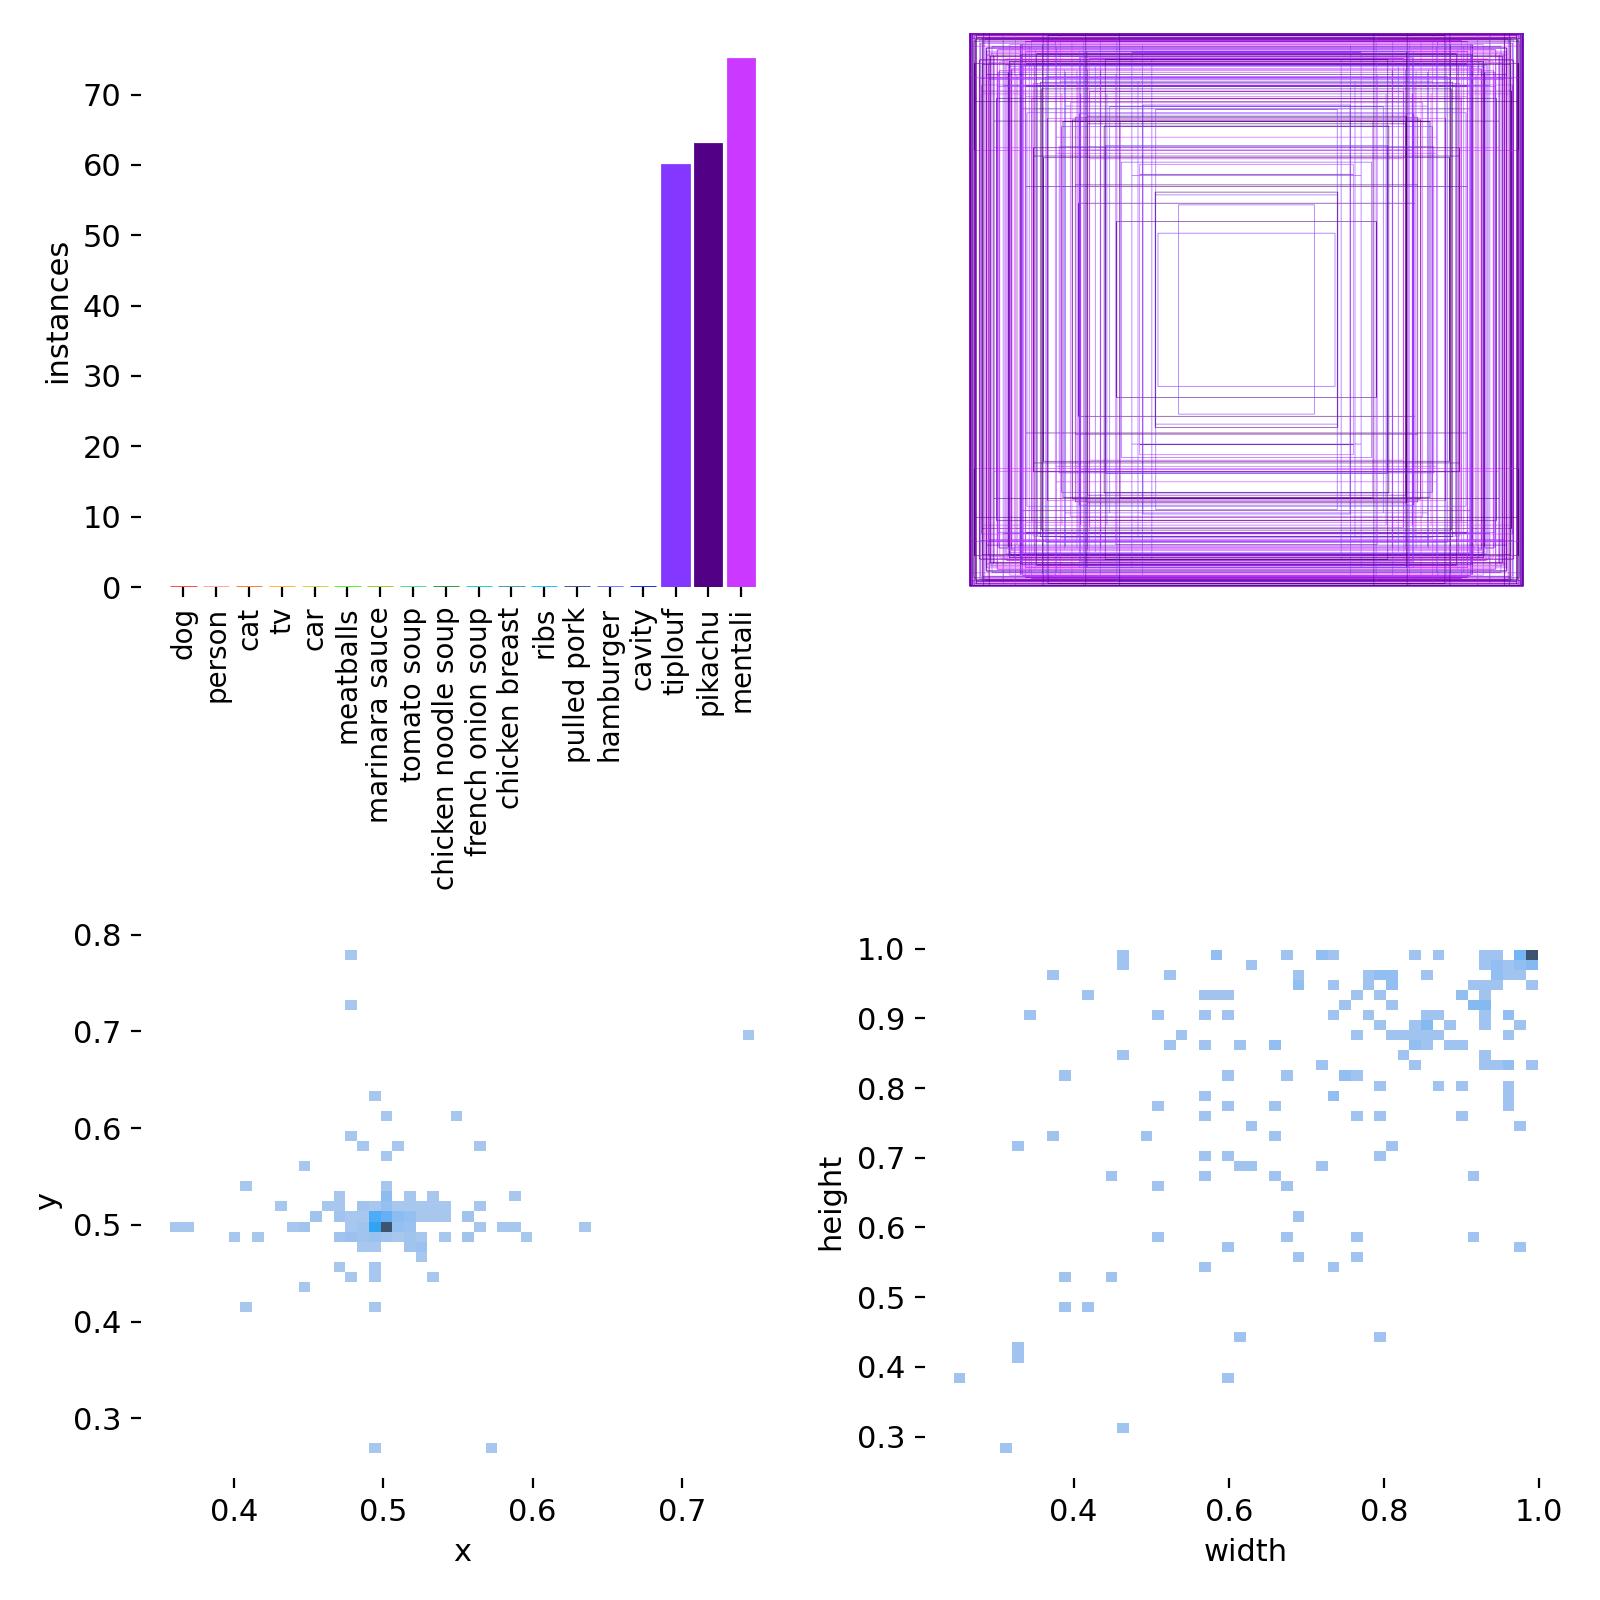 instances
70
60
50
40
30
20
10
0
dog
person
cat
tv
car
meatballs
marinara sauce
tomato soup
chicken noodle soup
french onion soup
chicken breast
ribs
pulled pork
hamburger
cavity
tiplouf
pikachu
mentali
y
0.8
0.7
0.6
0.5
0.4
0.3
0.4 0.5 0.6 0.7
x
height
1.0
0.9
0.8
0.7
0.6
0.5
0.4
0.3
0.4 0.6 0.8 1.0
width